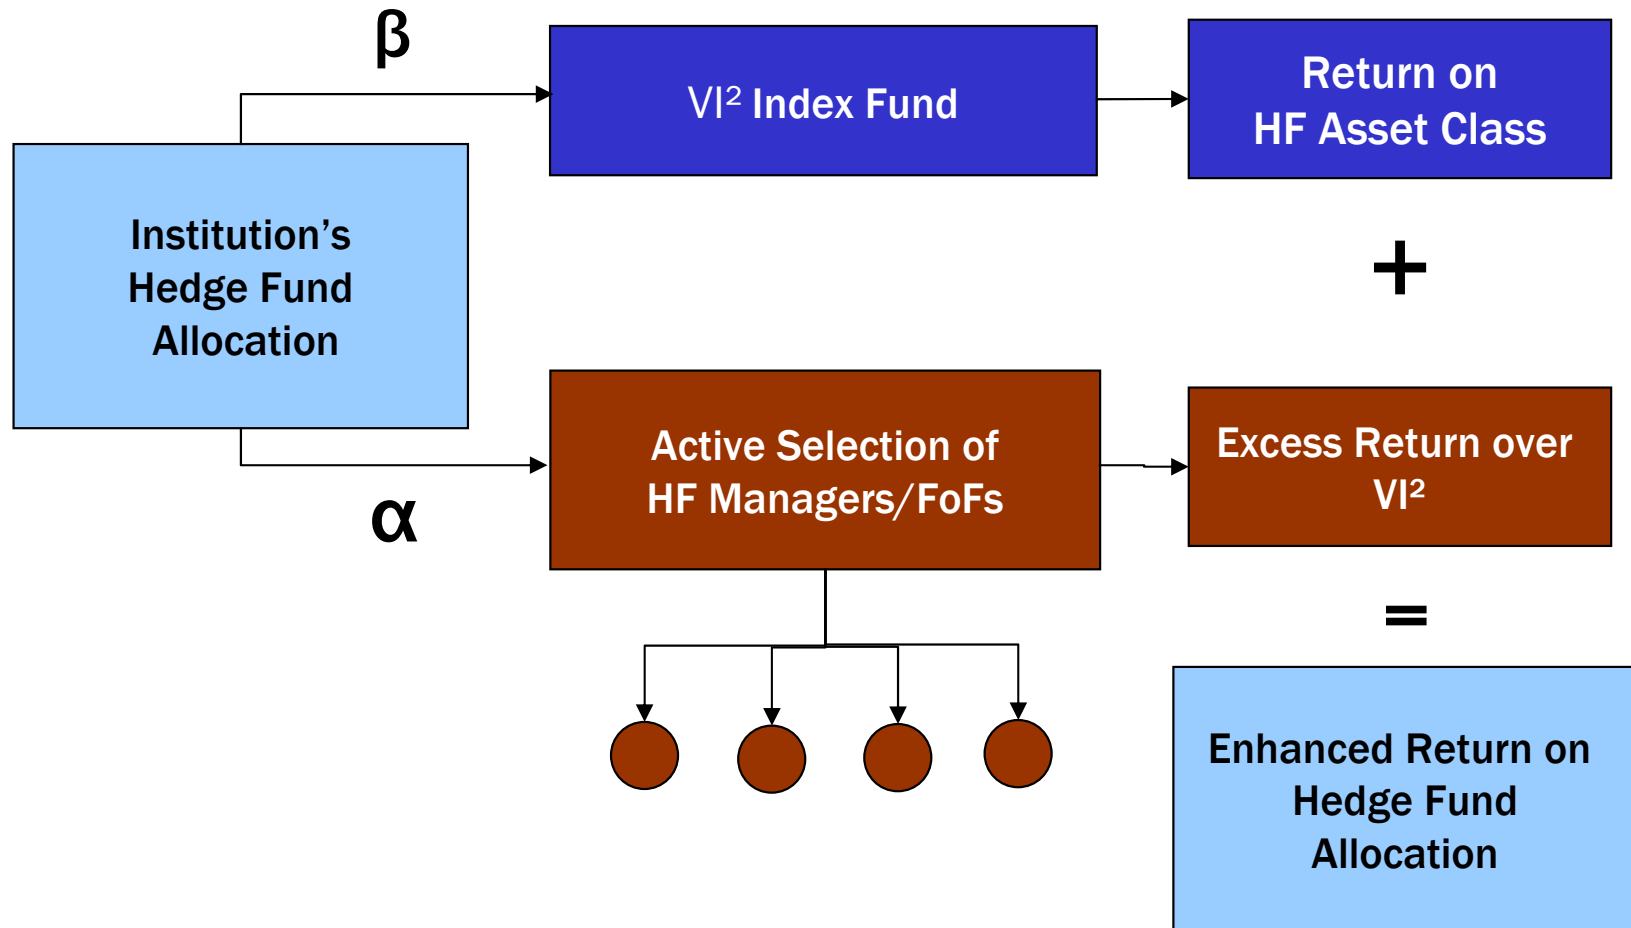 β
VI² Index Fund
Return on
HF Asset Class
Institution's
Hedge Fund
Allocation
+
Active Selection of
HF Managers/FoFs
Excess Return over
VI²
α
=
Enhanced Return on
Hedge Fund
Allocation